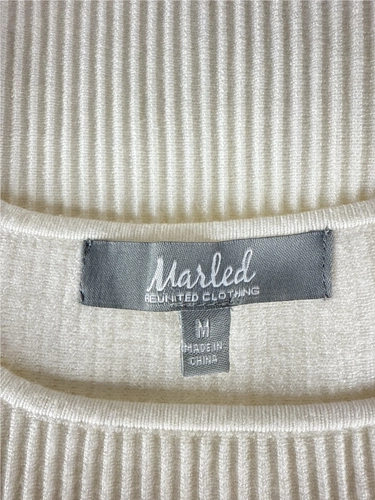 Marled
REUNITED CLOTHING
M
MADE IN
CHINA